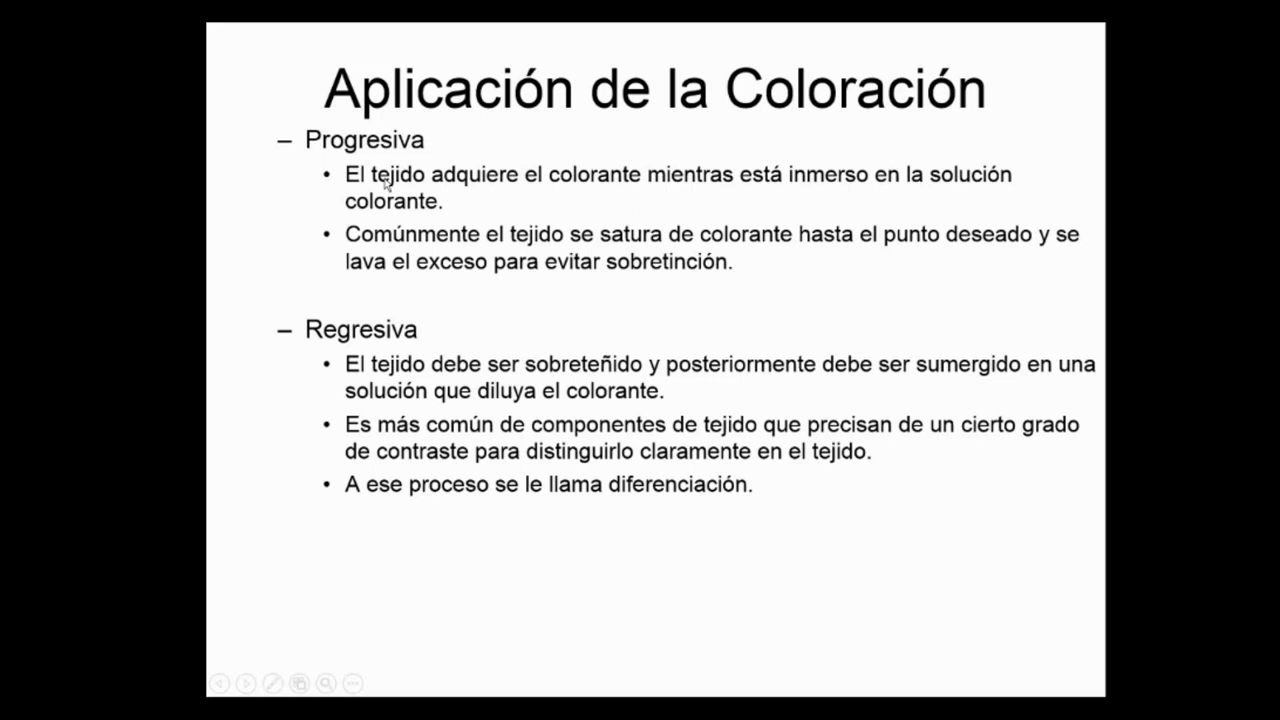 Aplicación de la Coloración
– Progresiva
• El tejido adquiere el colorante mientras está inmerso en la solución
colorante.
• Comúnmente el tejido se satura de colorante hasta el punto deseado y se
lava el exceso para evitar sobretinción.
– Regresiva
• El tejido debe ser sobreteñido y posteriormente debe ser sumergido en una
solución que diluya el colorante.
• Es más común de componentes de tejido que precisan de un cierto grado
de contraste para distinguirlo claramente en el tejido.
• A ese proceso se le llama diferenciación.